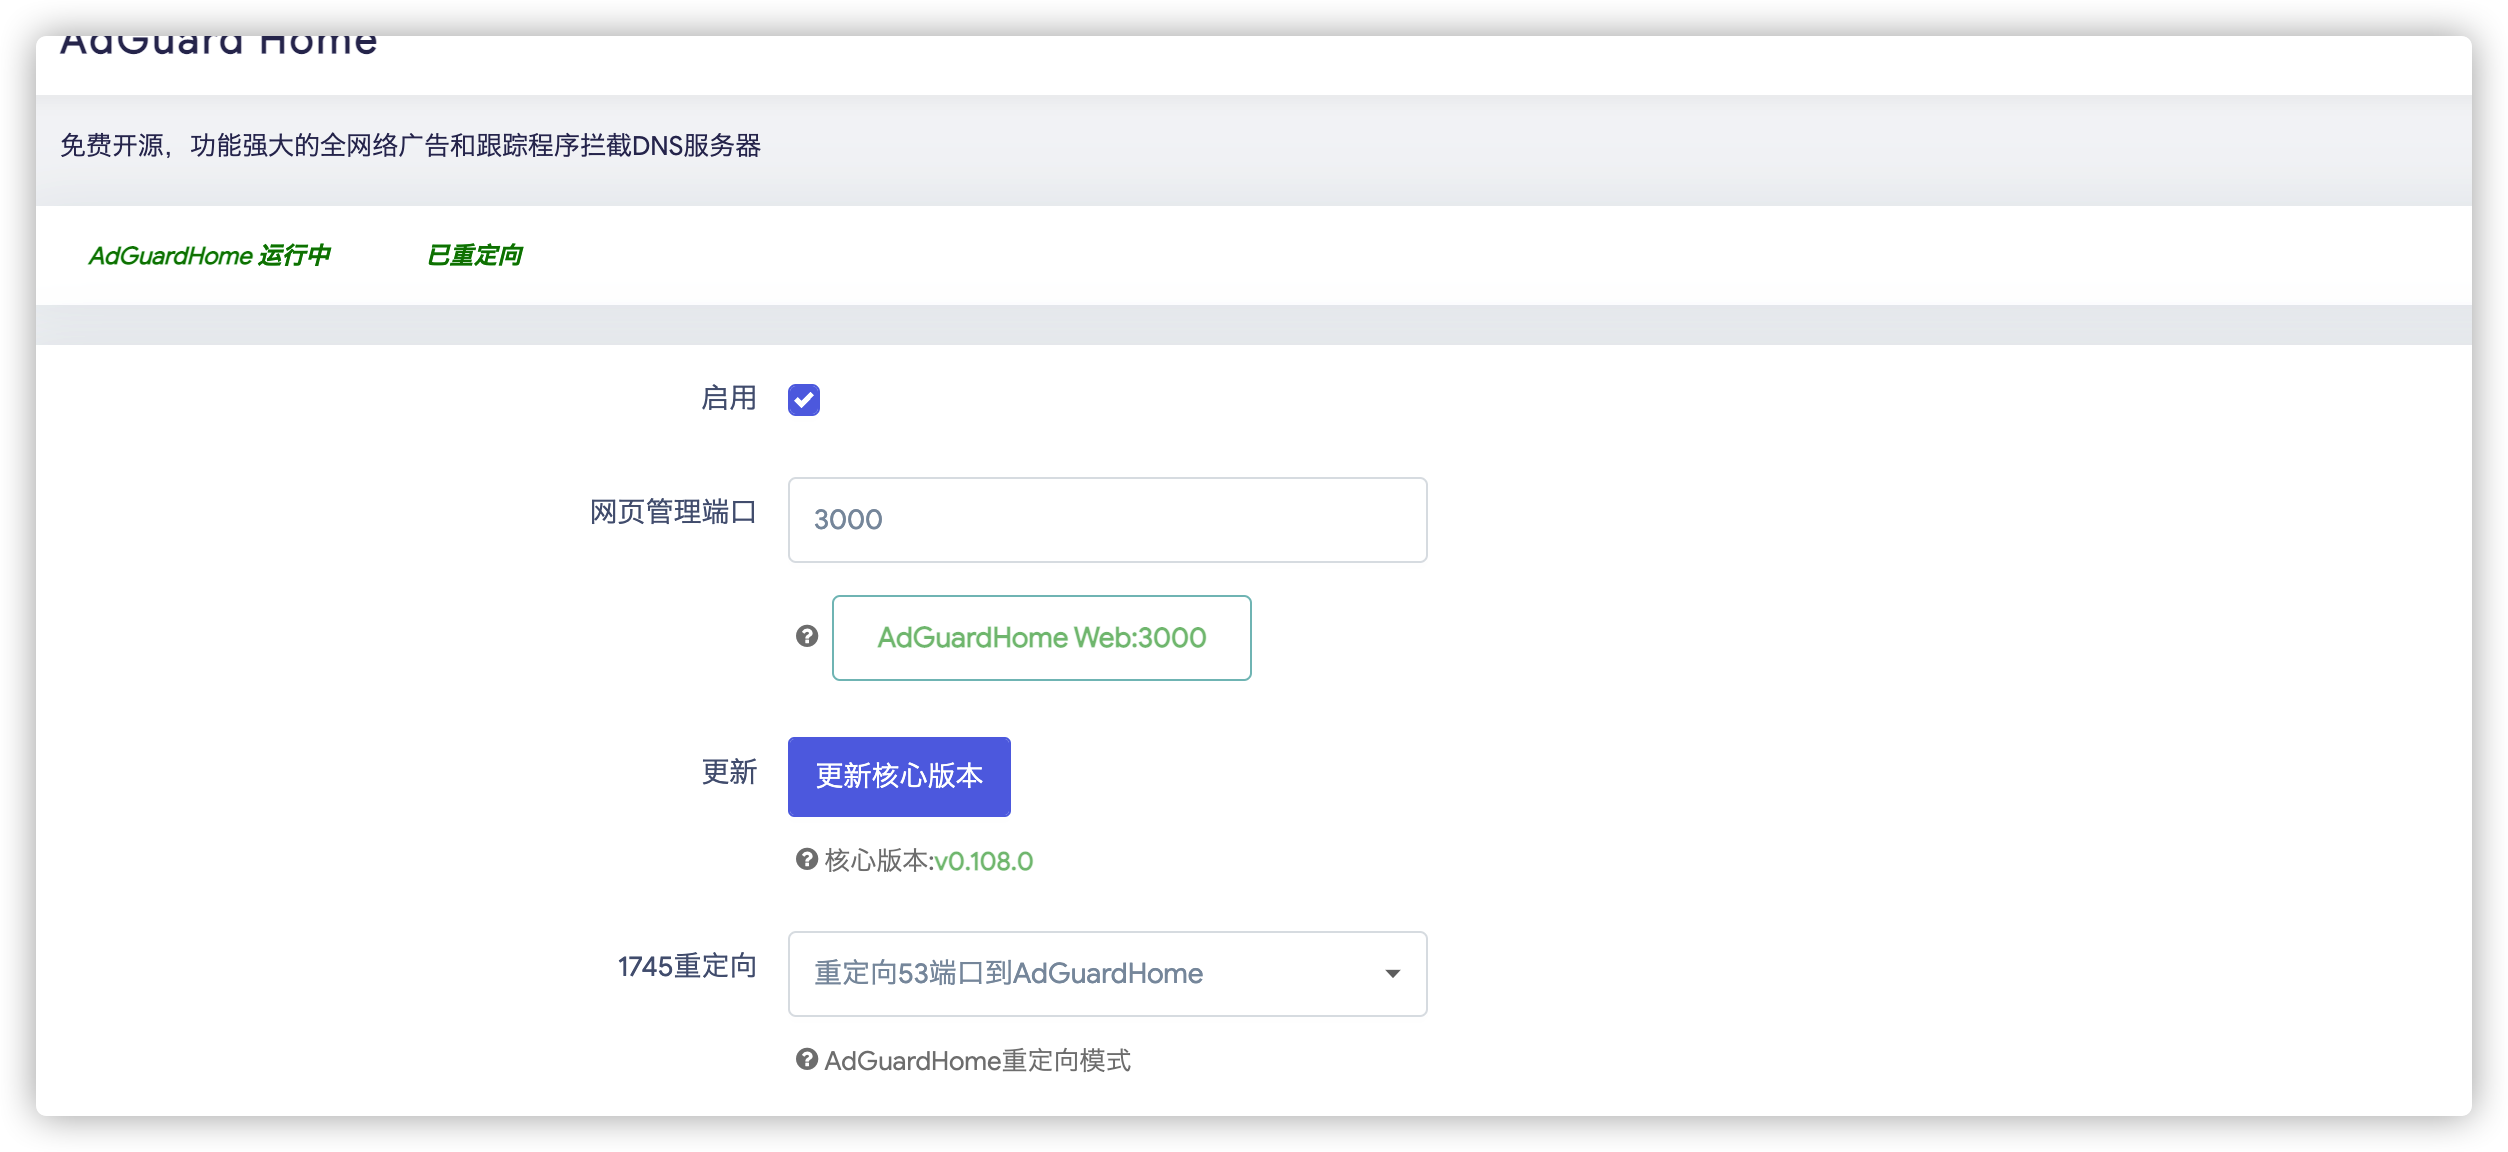 AdGuard Home
免费开源，功能强大的全网络广告和跟踪程序拦截DNS服务器
AdGuardHome 运行中 已重定向
启用
网页管理端口 3000
AdGuardHome Web:3000
更新 更新核心版本
核心版本:v0.108.0
1745重定向 重定向53端口到AdGuardHome
AdGuardHome重定向模式